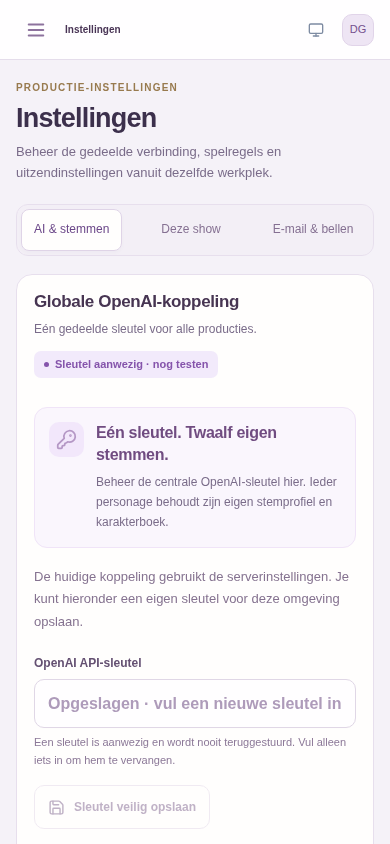 Instellingen
DG
PRODUCTIE-INSTELLINGEN
Instellingen
Beheer de gedeelde verbinding, spelregels en
uitzendinstellingen vanuit dezelfde werkplek.
AI & stemmen
Deze show
E-mail & bellen
Globale OpenAI-koppeling
Eén gedeelde sleutel voor alle producties.
Sleutel aanwezig · nog testen
Eén sleutel. Twaalf eigen
stemmen.
Beheer de centrale OpenAI-sleutel hier. Ieder
personage behoudt zijn eigen stemprofiel en
karakterboek.
De huidige koppeling gebruikt de serverinstellingen. Je
kunt hieronder een eigen sleutel voor deze omgeving
opslaan.
OpenAI API-sleutel
Opgeslagen · vul een nieuwe sleutel in
Een sleutel is aanwezig en wordt nooit teruggestuurd. Vul alleen
iets in om hem te vervangen.
Sleutel veilig opslaan